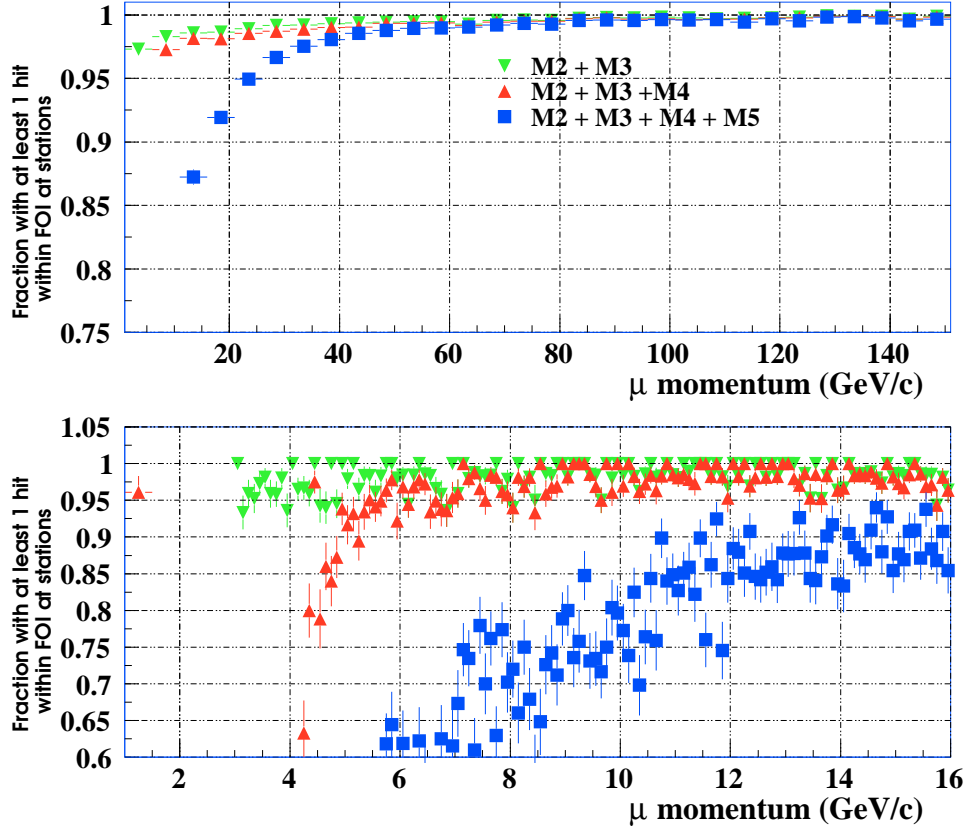 1
0.95
0.9
0.85
0.8
0.75
Fraction with at least 1 hit
within FOI at stations
M2 + M3
M2 + M3 +M4
M2 + M3 + M4 + M5
20 40 60 80 100 120 140
μ momentum (GeV/c)
1.05
1
0.95
0.9
0.85
0.8
0.75
0.7
0.65
0.6
Fraction with at least 1 hit
within FOI at stations
2 4 6 8 10 12 14 16
μ momentum (GeV/c)